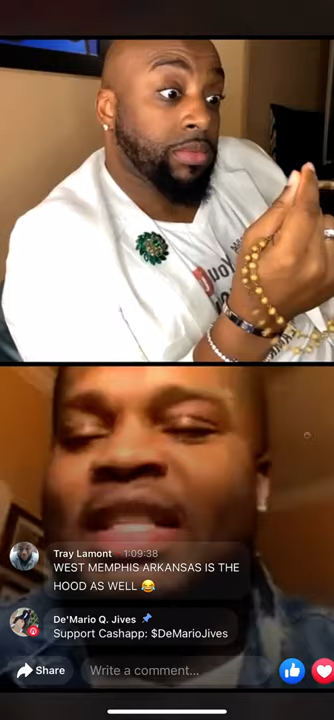 Tray Lamont 1:09:38
WEST MEMPHIS ARKANSAS IS THE
HOOD AS WELL 😂
De'Mario Q. Jives 📌
Support Cashapp: $DeMarioJives
Share
Write a comment...